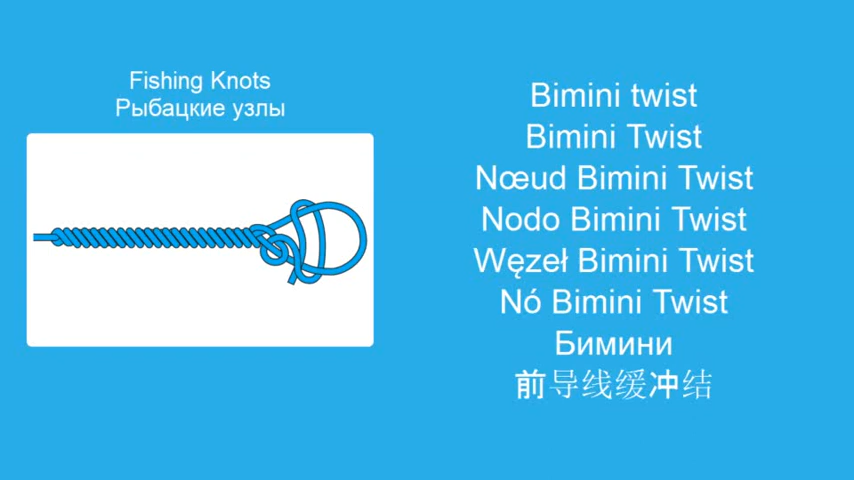 Fishing Knots
Рыбацкие узлы
Bimini twist
Bimini Twist
Nœud Bimini Twist
Nodo Bimini Twist
Węzeł Bimini Twist
Nó Bimini Twist
Бимини
前导线缓冲结